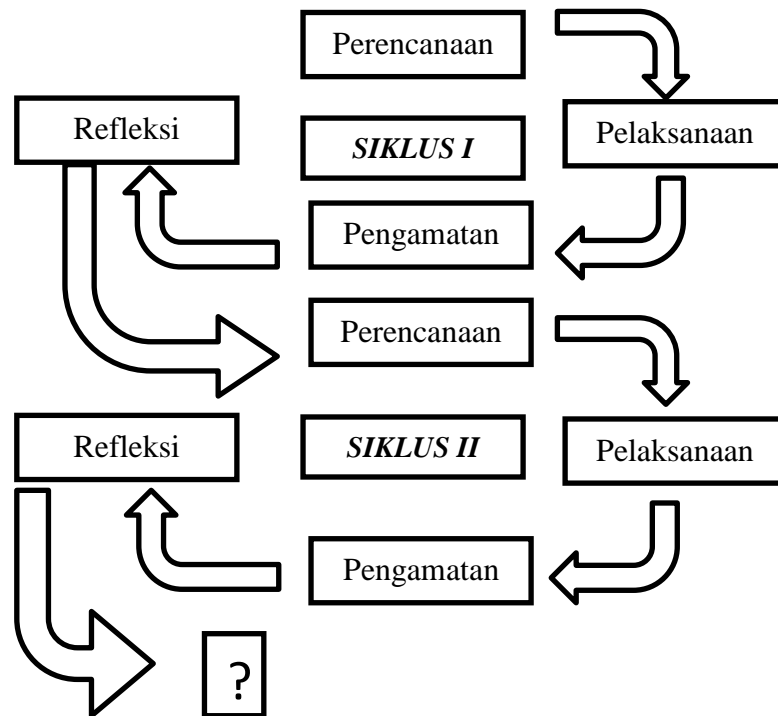 Perencanaan
Refleksi
SIKLUS I
Pelaksanaan
Pengamatan
Perencanaan
Refleksi
SIKLUS II
Pelaksanaan
Pengamatan
?